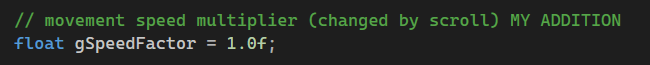 // movement speed multiplier (changed by scroll) MY ADDITION
float gSpeedFactor = 1.0f;